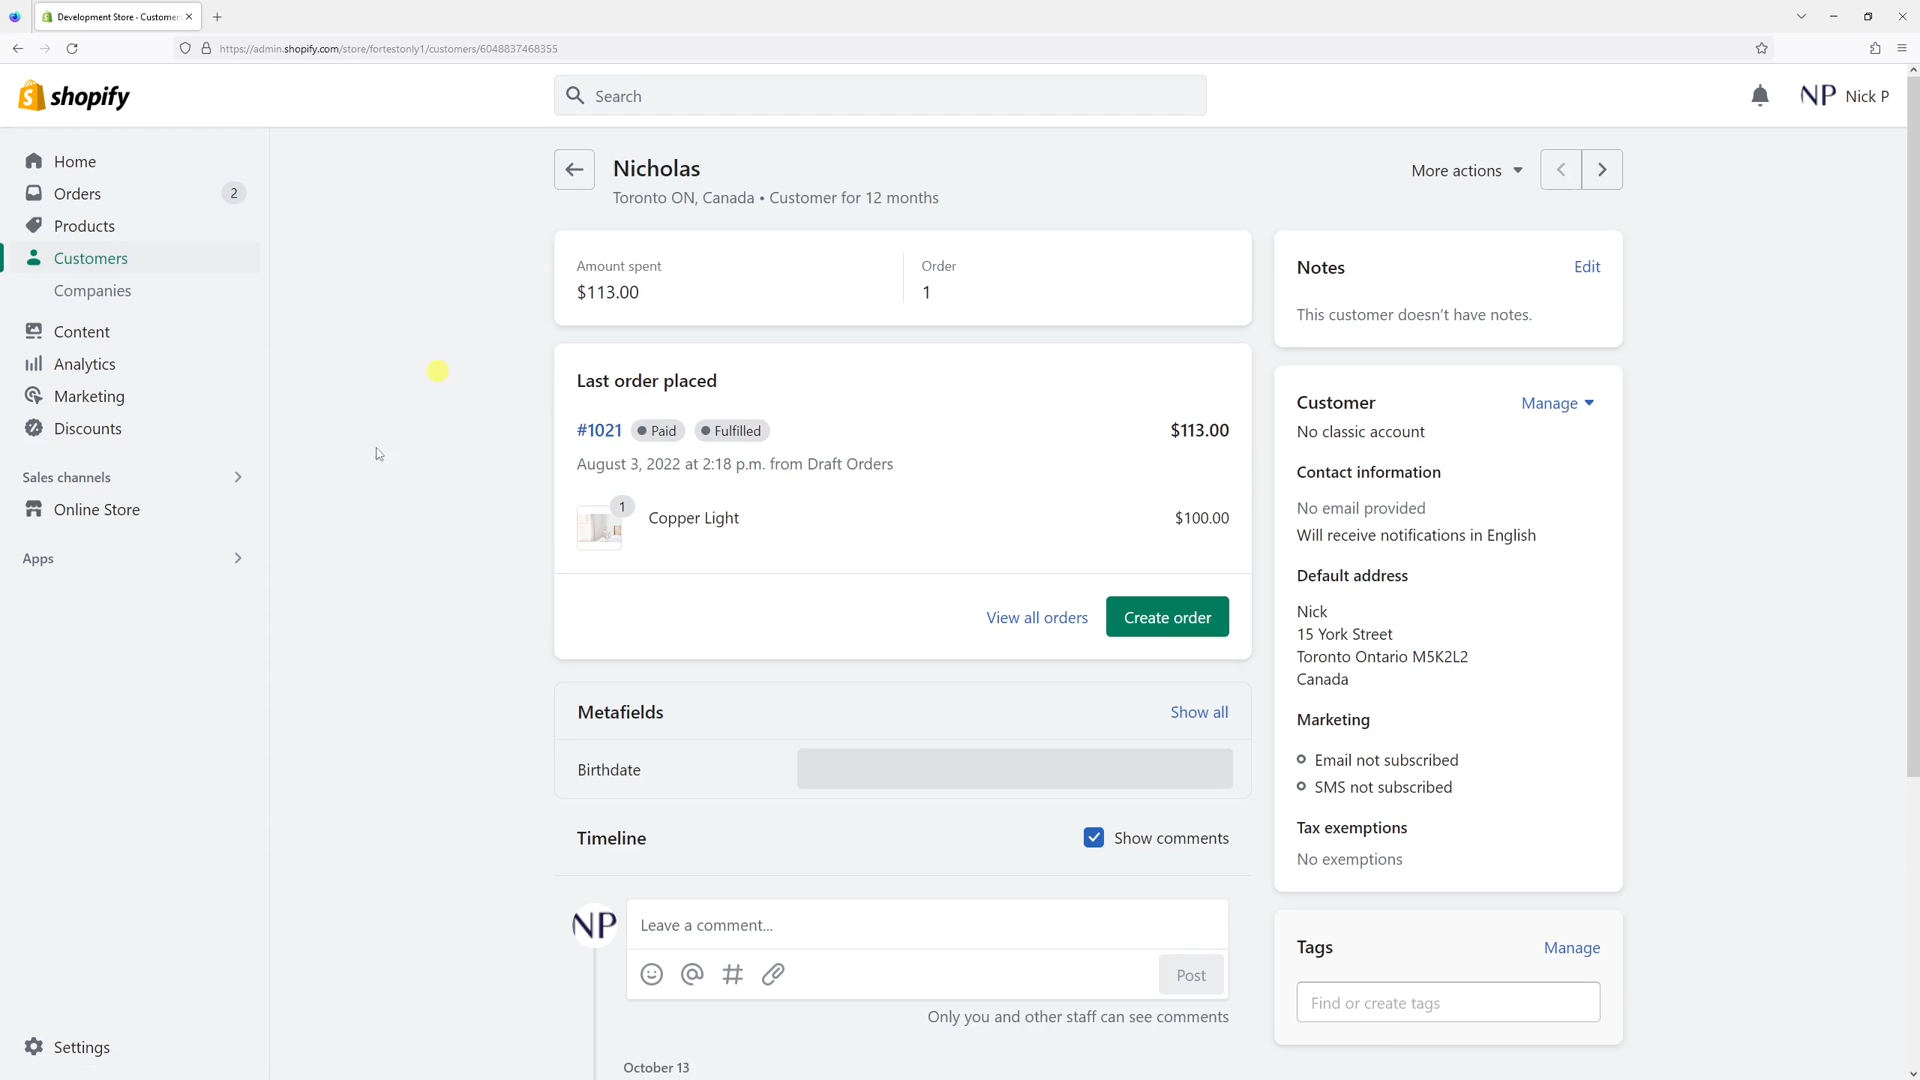 Development Store · Customer
https://admin.shopify.com/store/fortestonly1/customers/6048837468355
shopify
Search
NP Nick P
Home
Orders 2
Products
Customers
Companies
Content
Analytics
Marketing
Discounts
Sales channels
Online Store
Apps
Settings
Nicholas
More actions
Toronto ON, Canada • Customer for 12 months
Amount spent
$113.00
Order
1
Last order placed
#1021 Paid Fulfilled $113.00
August 3, 2022 at 2:18 p.m. from Draft Orders
1
Copper Light $100.00
View all orders Create order
Metafields Show all
Birthdate
Timeline Show comments
NP
Leave a comment...
Post
Only you and other staff can see comments
October 13
Notes Edit
This customer doesn't have notes.
Customer Manage
No classic account
Contact information
No email provided
Will receive notifications in English
Default address
Nick
15 York Street
Toronto Ontario M5K2L2
Canada
Marketing
Email not subscribed
SMS not subscribed
Tax exemptions
No exemptions
Tags Manage
Find or create tags